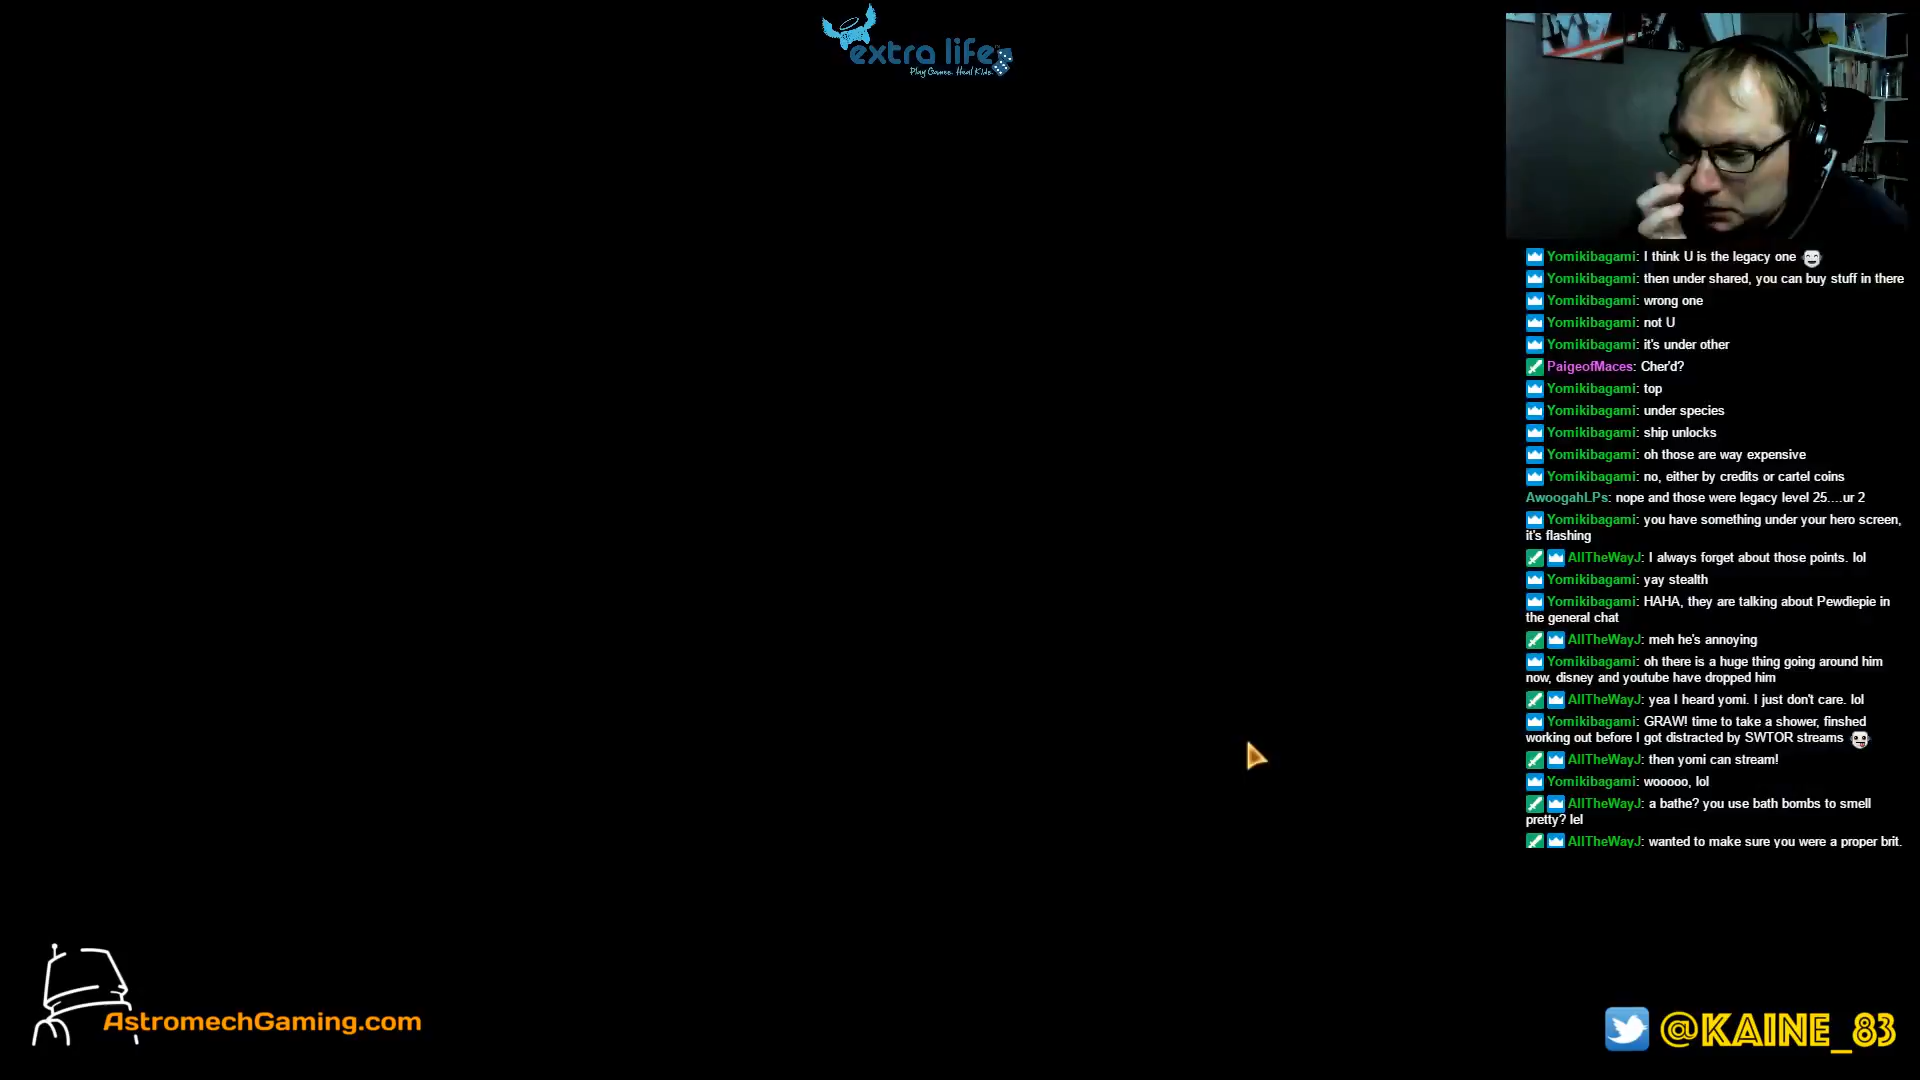 extra life
Play Games. Heal Kids.
Yomikibagami: I think U is the legacy one
Yomikibagami: then under shared, you can buy stuff in there
Yomikibagami: wrong one
Yomikibagami: not U
Yomikibagami: it's under other
PaigeofMaces: Cher'd?
Yomikibagami: top
Yomikibagami: under species
Yomikibagami: ship unlocks
Yomikibagami: oh those are way expensive
Yomikibagami: no, either by credits or cartel coins
AwoogahLPs: nope and those were legacy level 25....ur 2
Yomikibagami: you have something under your hero screen,
it's flashing
AllTheWayJ: I always forget about those points. lol
Yomikibagami: yay stealth
Yomikibagami: HAHA, they are talking about Pewdiepie in
the general chat
AllTheWayJ: meh he's annoying
Yomikibagami: oh there is a huge thing going around him
now, disney and youtube have dropped him
AllTheWayJ: yea I heard yomi. I just don't care. lol
Yomikibagami: GRAW! time to take a shower, finshed
working out before I got distracted by SWTOR streams
AllTheWayJ: then yomi can stream!
Yomikibagami: wooooo, lol
AllTheWayJ: a bathe? you use bath bombs to smell
pretty? lel
AllTheWayJ: wanted to make sure you were a proper brit.
AstromechGaming.com
@KAINE_83